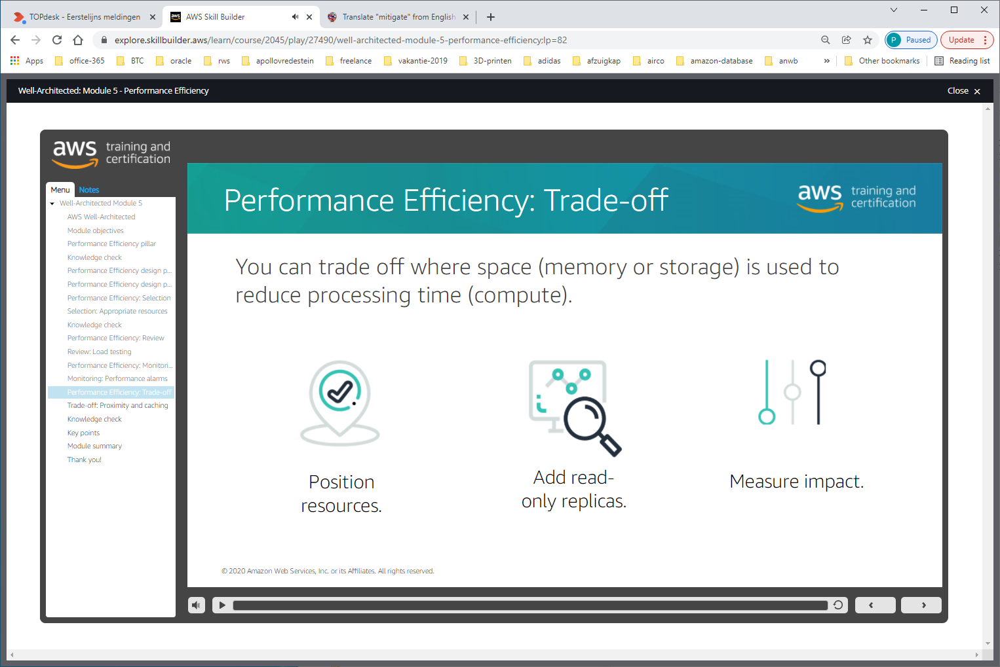 TOPdesk - Eerstelijns meldingen
AWS Skill Builder
Translate "mitigate" from English
explore.skillbuilder.aws/learn/course/2045/play/27490/well-architected-module-5-performance-efficiency;lp=82
P Paused
Update
Apps
office-365
BTC
oracle
rws
apollovredestein
freelance
vakantie-2019
3D-printen
adidas
afzuigkap
airco
amazon-database
anwb
»
Other bookmarks
Reading list
Well-Architected: Module 5 - Performance Efficiency
Close
aws training and
certification
Menu
Notes
Well-Architected Module 5
AWS Well-Architected
Module objectives
Performance Efficiency pillar
Knowledge check
Performance Efficiency design p...
Performance Efficiency design p...
Performance Efficiency: Selection
Selection: Appropriate resources
Knowledge check
Performance Efficiency: Review
Review: Load testing
Performance Efficiency: Monitori...
Monitoring: Performance alarms
Performance Efficiency: Trade-off
Trade-off: Proximity and caching
Knowledge check
Key points
Module summary
Thank you!
Performance Efficiency: Trade-off
aws training and
certification
You can trade off where space (memory or storage) is used to
reduce processing time (compute).
Position
resources.
Add read-
only replicas.
Measure impact.
© 2020 Amazon Web Services, Inc. or its Affiliates. All rights reserved.